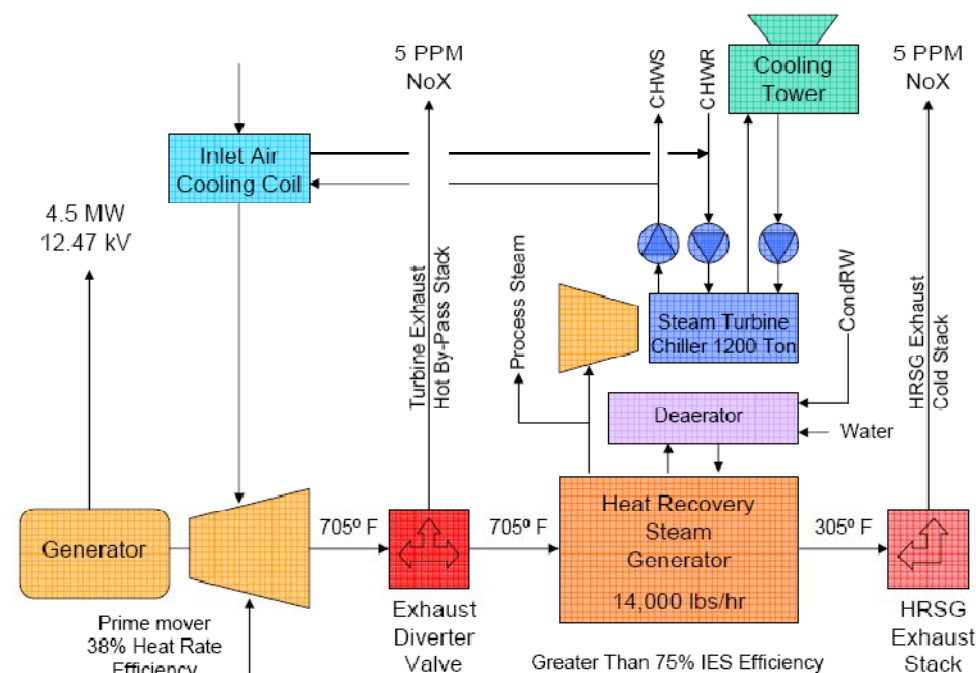 5 PPM
NoX
CHWS
CHWR
Cooling
Tower
5 PPM
NoX
Inlet Air
Cooling Coil
4.5 MW
12.47 kV
Turbine Exhaust
Hot By-Pass Stack
Process Steam
Steam Turbine
Chiller 1200 Ton
CondRW
HRSG Exhaust
Cold Stack
Deaerator
Water
Generator
705º F
705º F
Heat Recovery
Steam
Generator
14,000 lbs/hr
305º F
Prime mover
38% Heat Rate
Efficiency
Exhaust
Diverter
Valve
Greater Than 75% IES Efficiency
HRSG
Exhaust
Stack